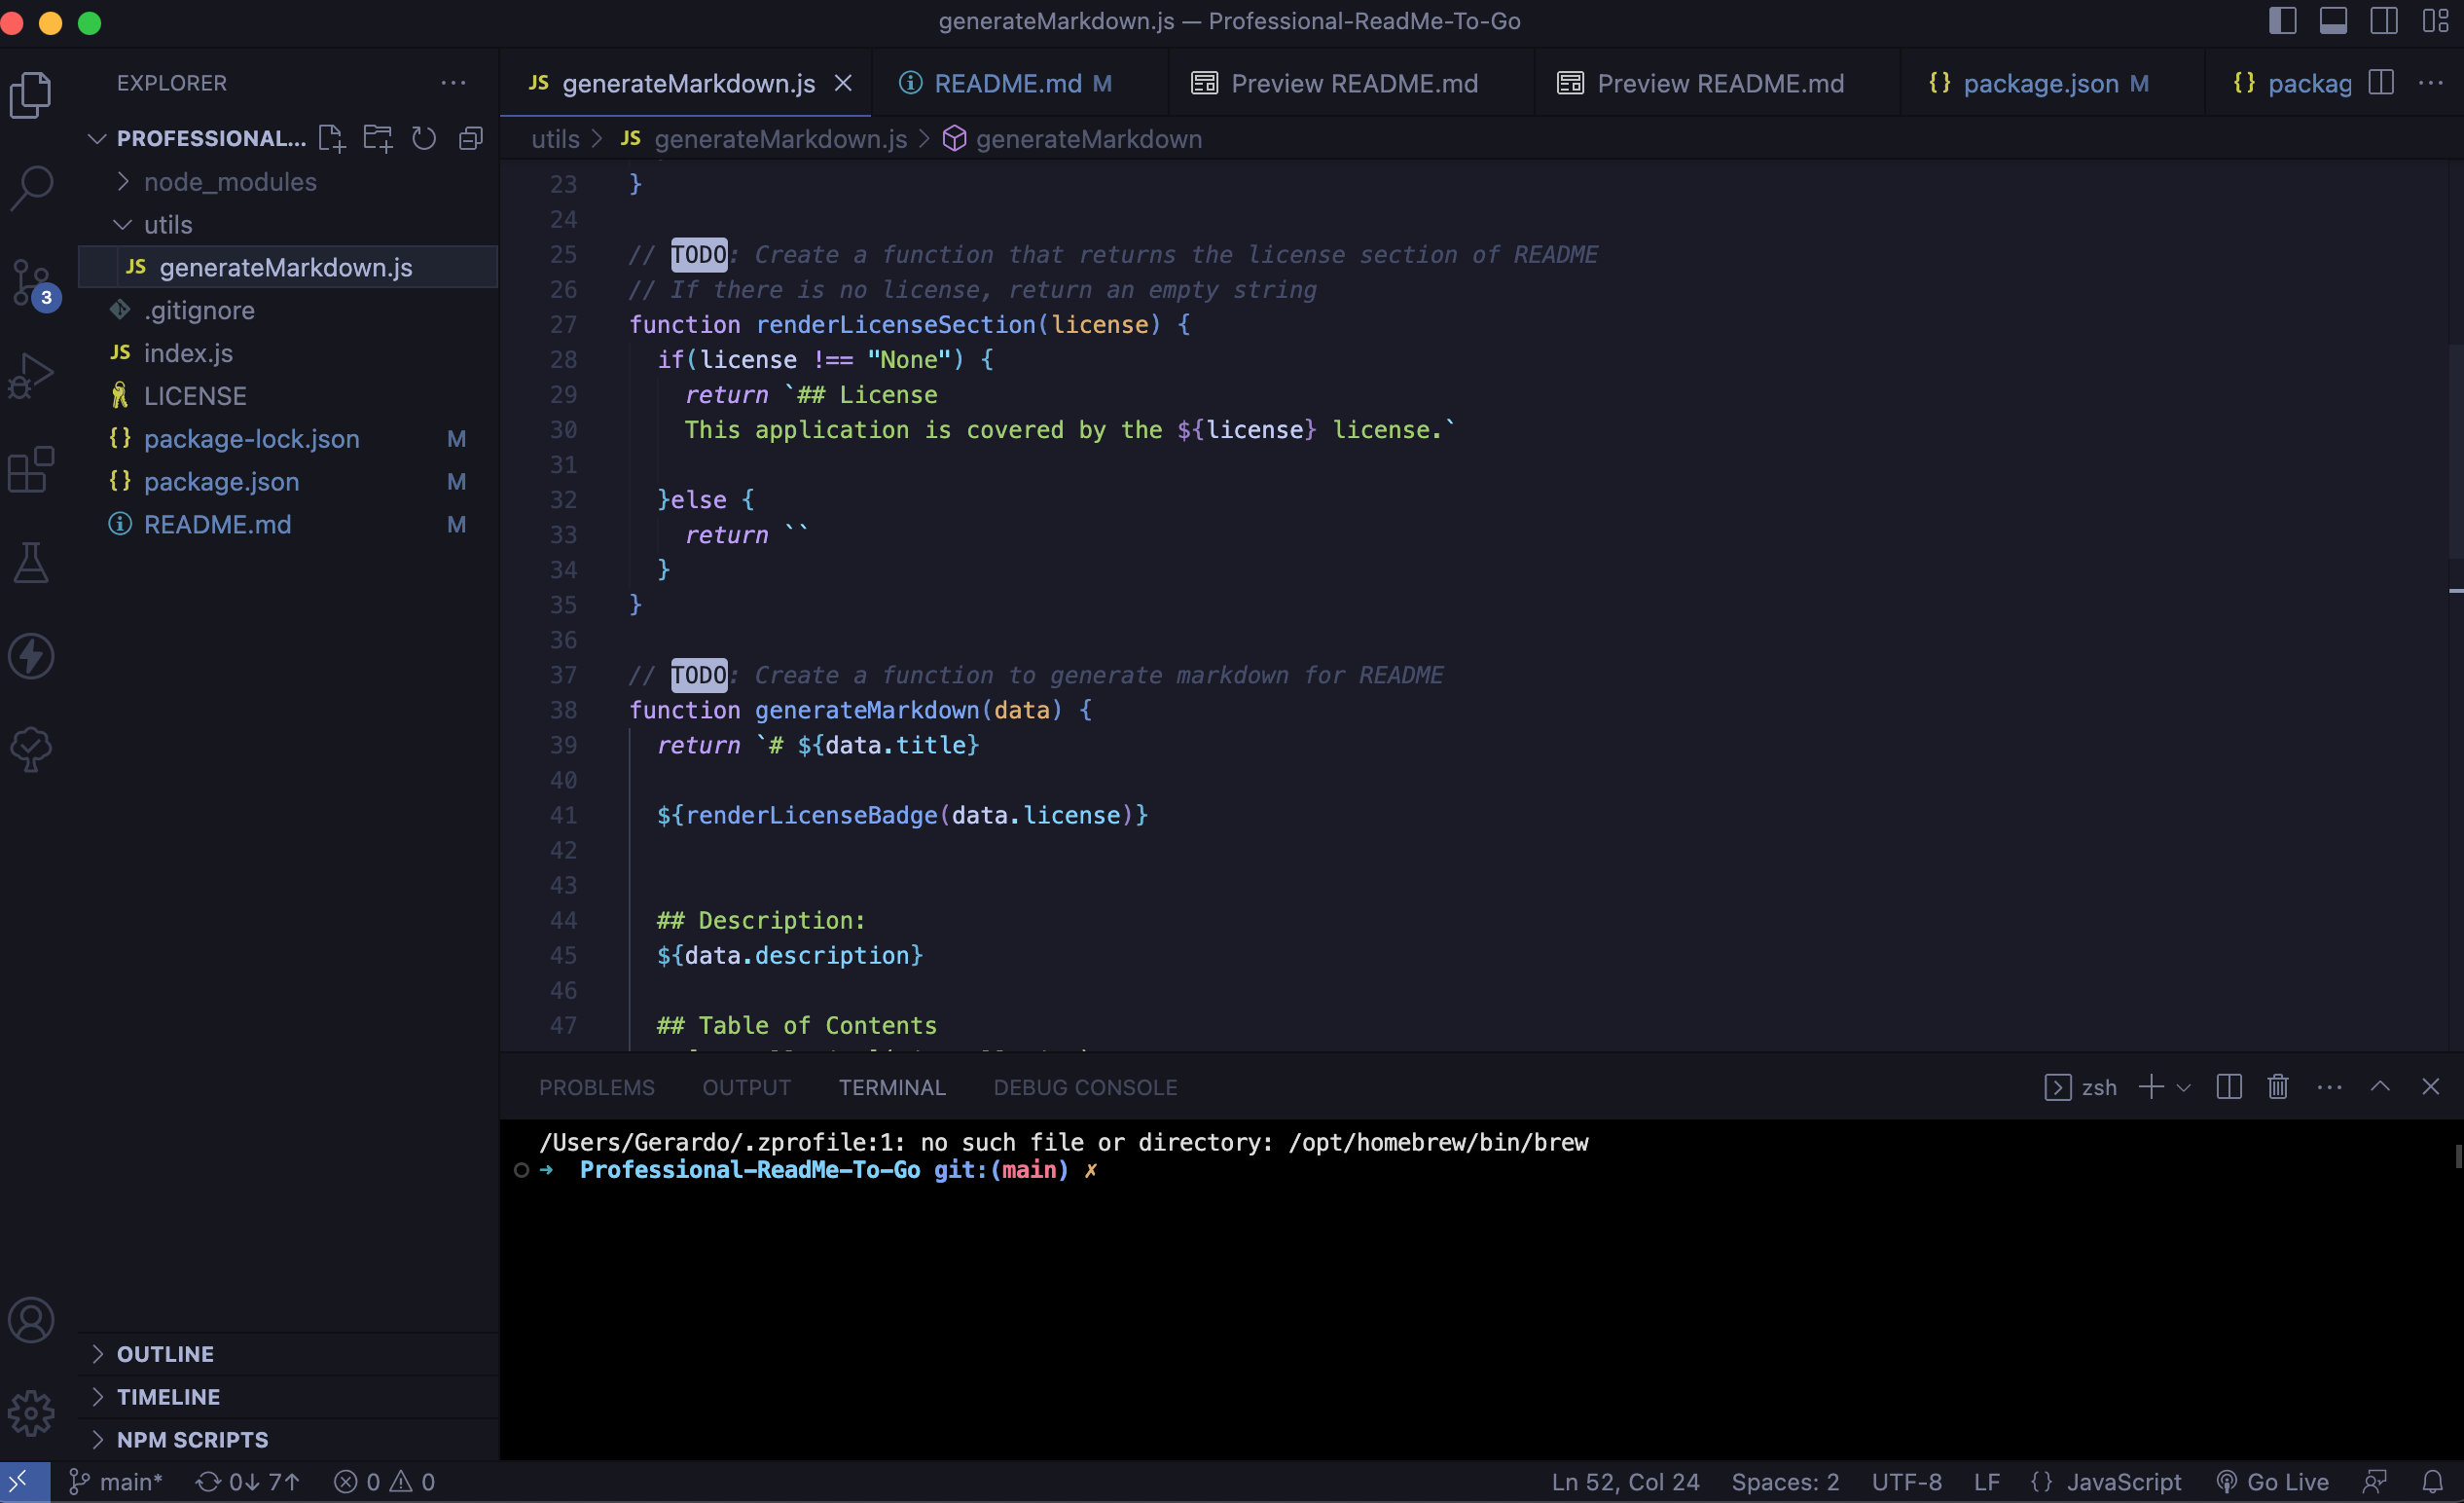 generateMarkdown.js — Professional-ReadMe-To-Go
EXPLORER
PROFESSIONAL...
node_modules
utils
JS generateMarkdown.js
.gitignore
JS index.js
LICENSE
{} package-lock.json M
{} package.json M
README.md M
OUTLINE
TIMELINE
NPM SCRIPTS
JS generateMarkdown.js
README.md M
Preview README.md
Preview README.md
{} package.json M
{} packag
utils > JS generateMarkdown.js > generateMarkdown
23 }
24
25 // TODO: Create a function that returns the license section of README
26 // If there is no license, return an empty string
27 function renderLicenseSection(license) {
28 if(license !== "None") {
29 return `## License
30 This application is covered by the ${license} license.`
31
32 }else {
33 return ``
34 }
35 }
36
37 // TODO: Create a function to generate markdown for README
38 function generateMarkdown(data) {
39 return `# ${data.title}
40
41 ${renderLicenseBadge(data.license)}
42
43
44 ## Description:
45 ${data.description}
46
47 ## Table of Contents
PROBLEMS OUTPUT TERMINAL DEBUG CONSOLE
zsh
/Users/Gerardo/.zprofile:1: no such file or directory: /opt/homebrew/bin/brew
➜ Professional-ReadMe-To-Go git:(main) ✗
3
main* 0↓ 7↑ 0 0
Ln 52, Col 24 Spaces: 2 UTF-8 LF {} JavaScript Go Live